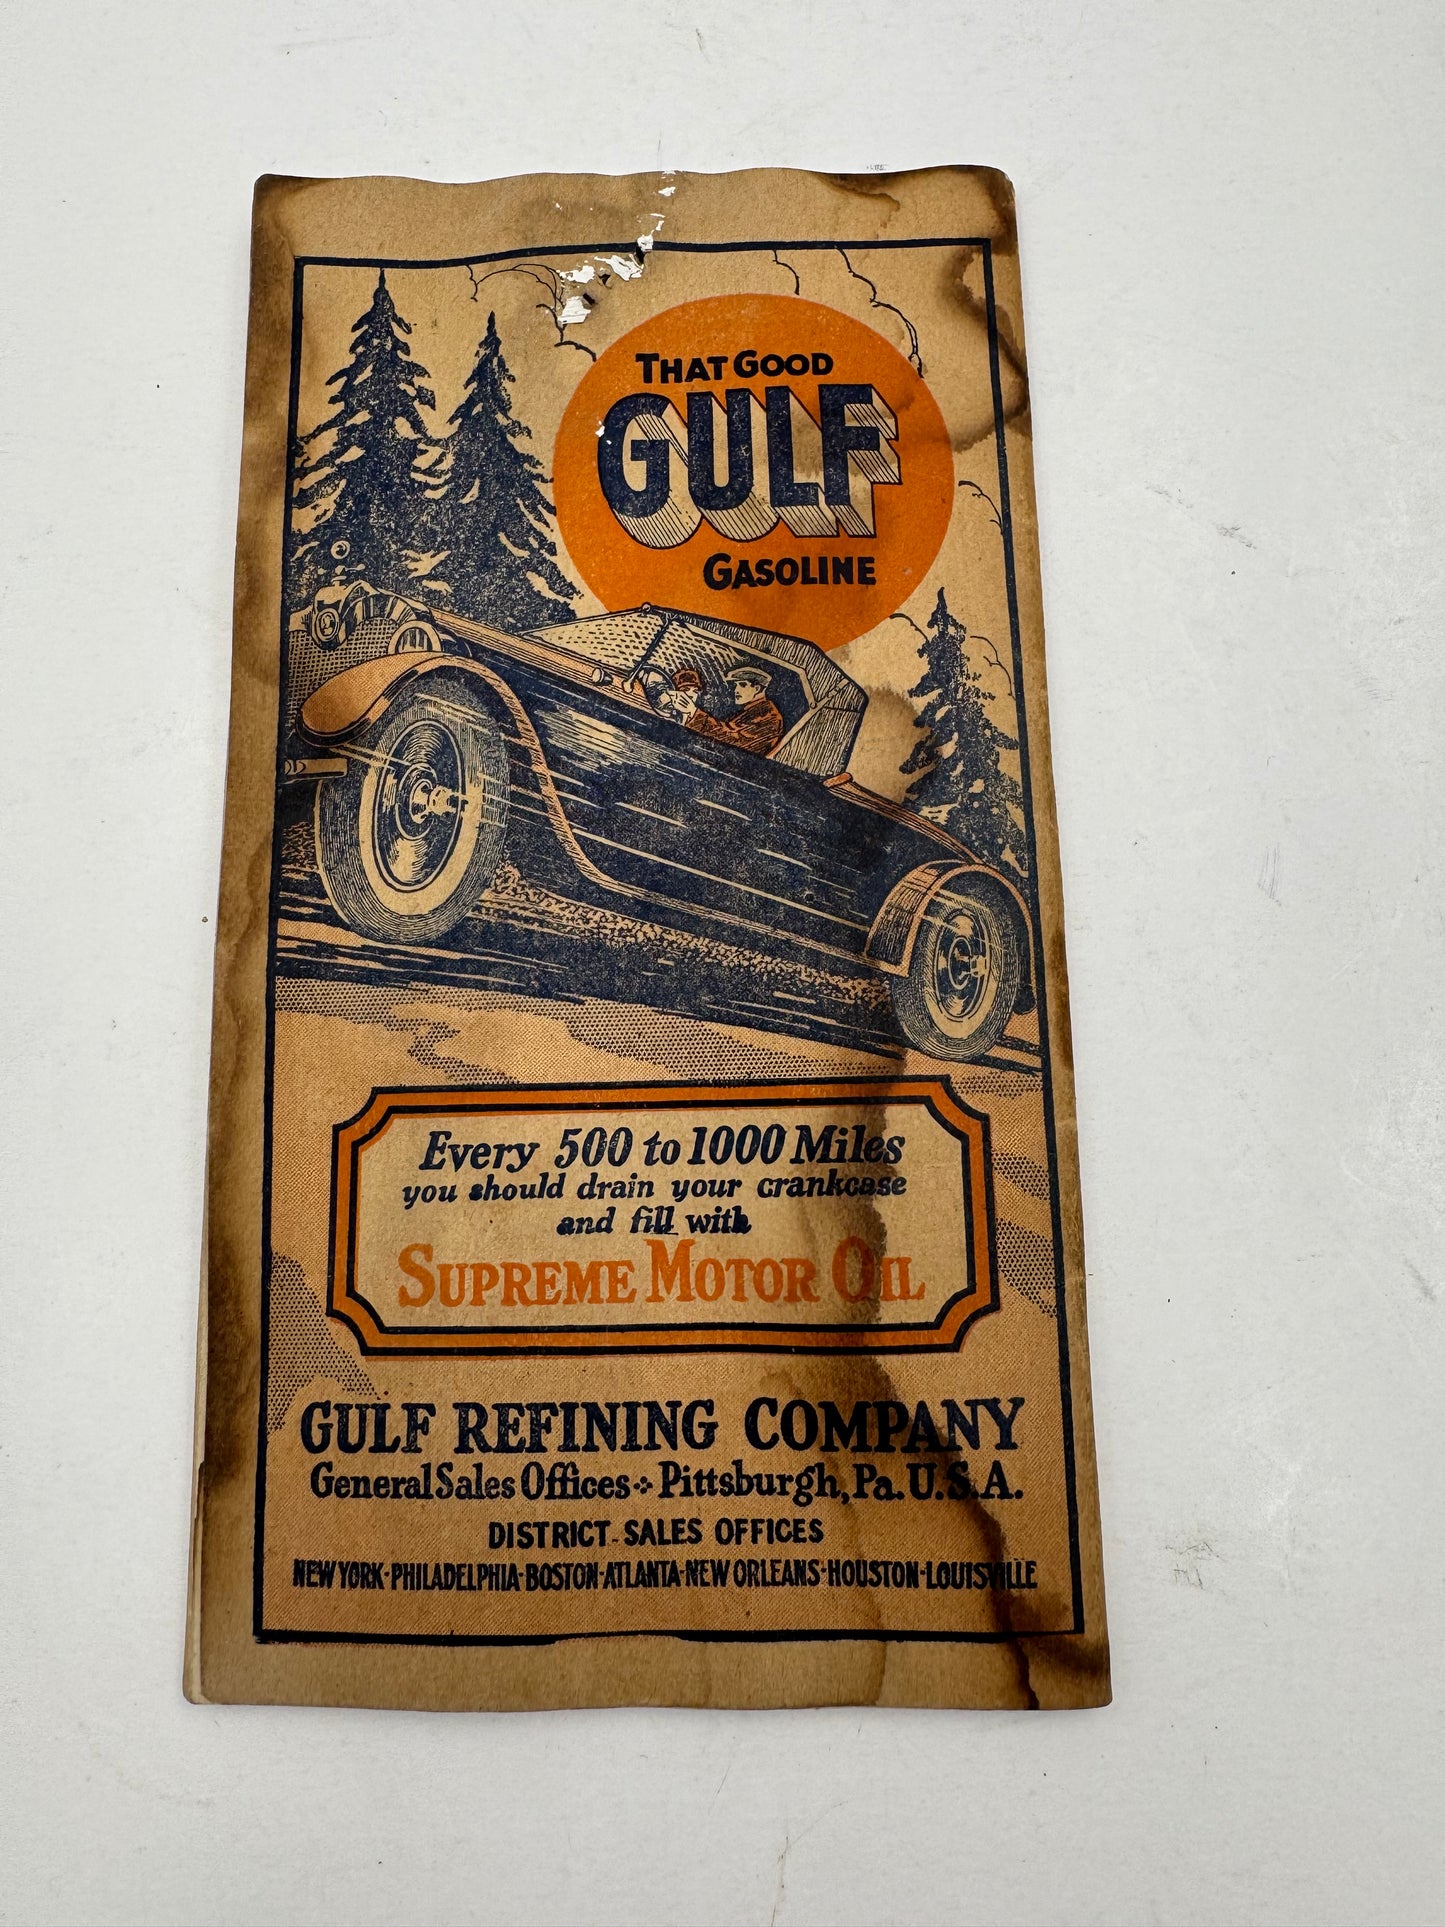 THAT GOOD
GULF
GASOLINE
Every 500 to 1000 Miles
you should drain your crankcase
and fill with
SUPREME MOTOR OIL
GULF REFINING COMPANY
General Sales Offices Pittsburgh, Pa. U.S.A.
DISTRICT-SALES OFFICES
NEW YORK-PHILADELPHIA-BOSTON-ATLANTA-NEW ORLEANS-HOUSTON-LOUISVILLE